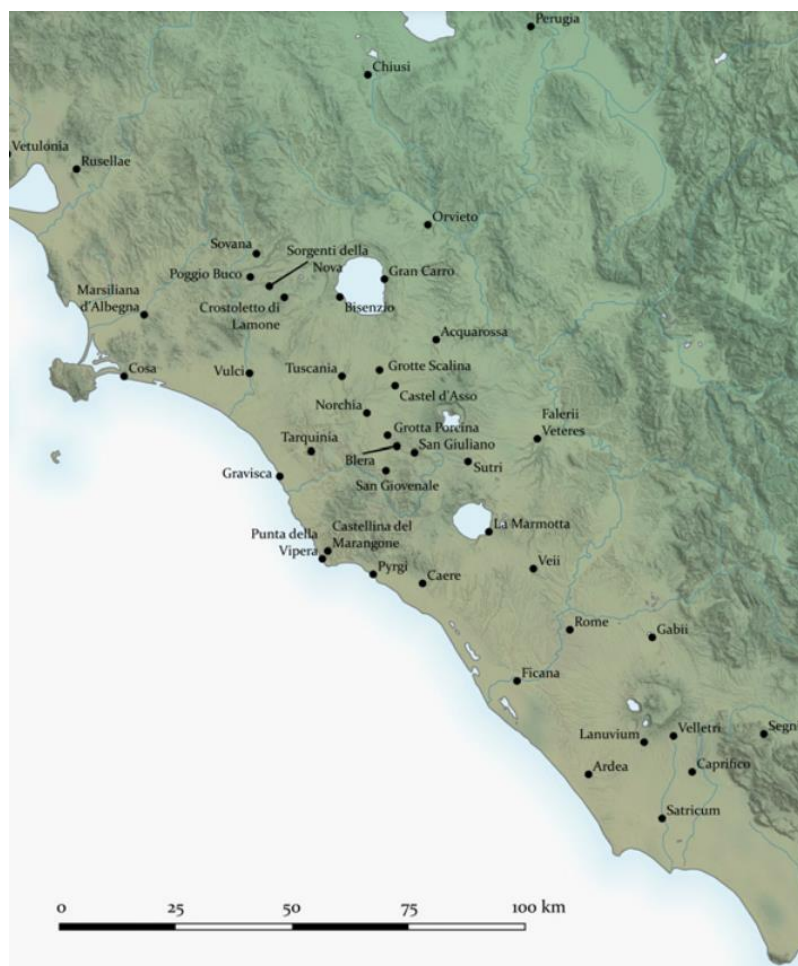 Perugia
Chiusi
Vetulonia
Rusellae
Orvieto
Sovana
Sorgenti della
Nova
Poggio Buco
Gran Carro
Marsiliana
d'Albegna
Crostoletto di
Lamone
Bisenzio
Acquarossa
Cosa
Vulci
Tuscania
Grotte Scalina
Castel d'Asso
Norchia
Falerii
Veteres
Grotta Porcina
Tarquinia
San Giuliano
Blera
Sutri
Gravisca
San Giovenale
La Marmotta
Punta della
Vipera
Castellina del
Marangone
Pyrgi
Caere
Veii
Rome
Gabii
Ficana
Lanuvium
Velletri
Segn
Ardea
Caprifico
Satricum
0 25 50 75 100 km